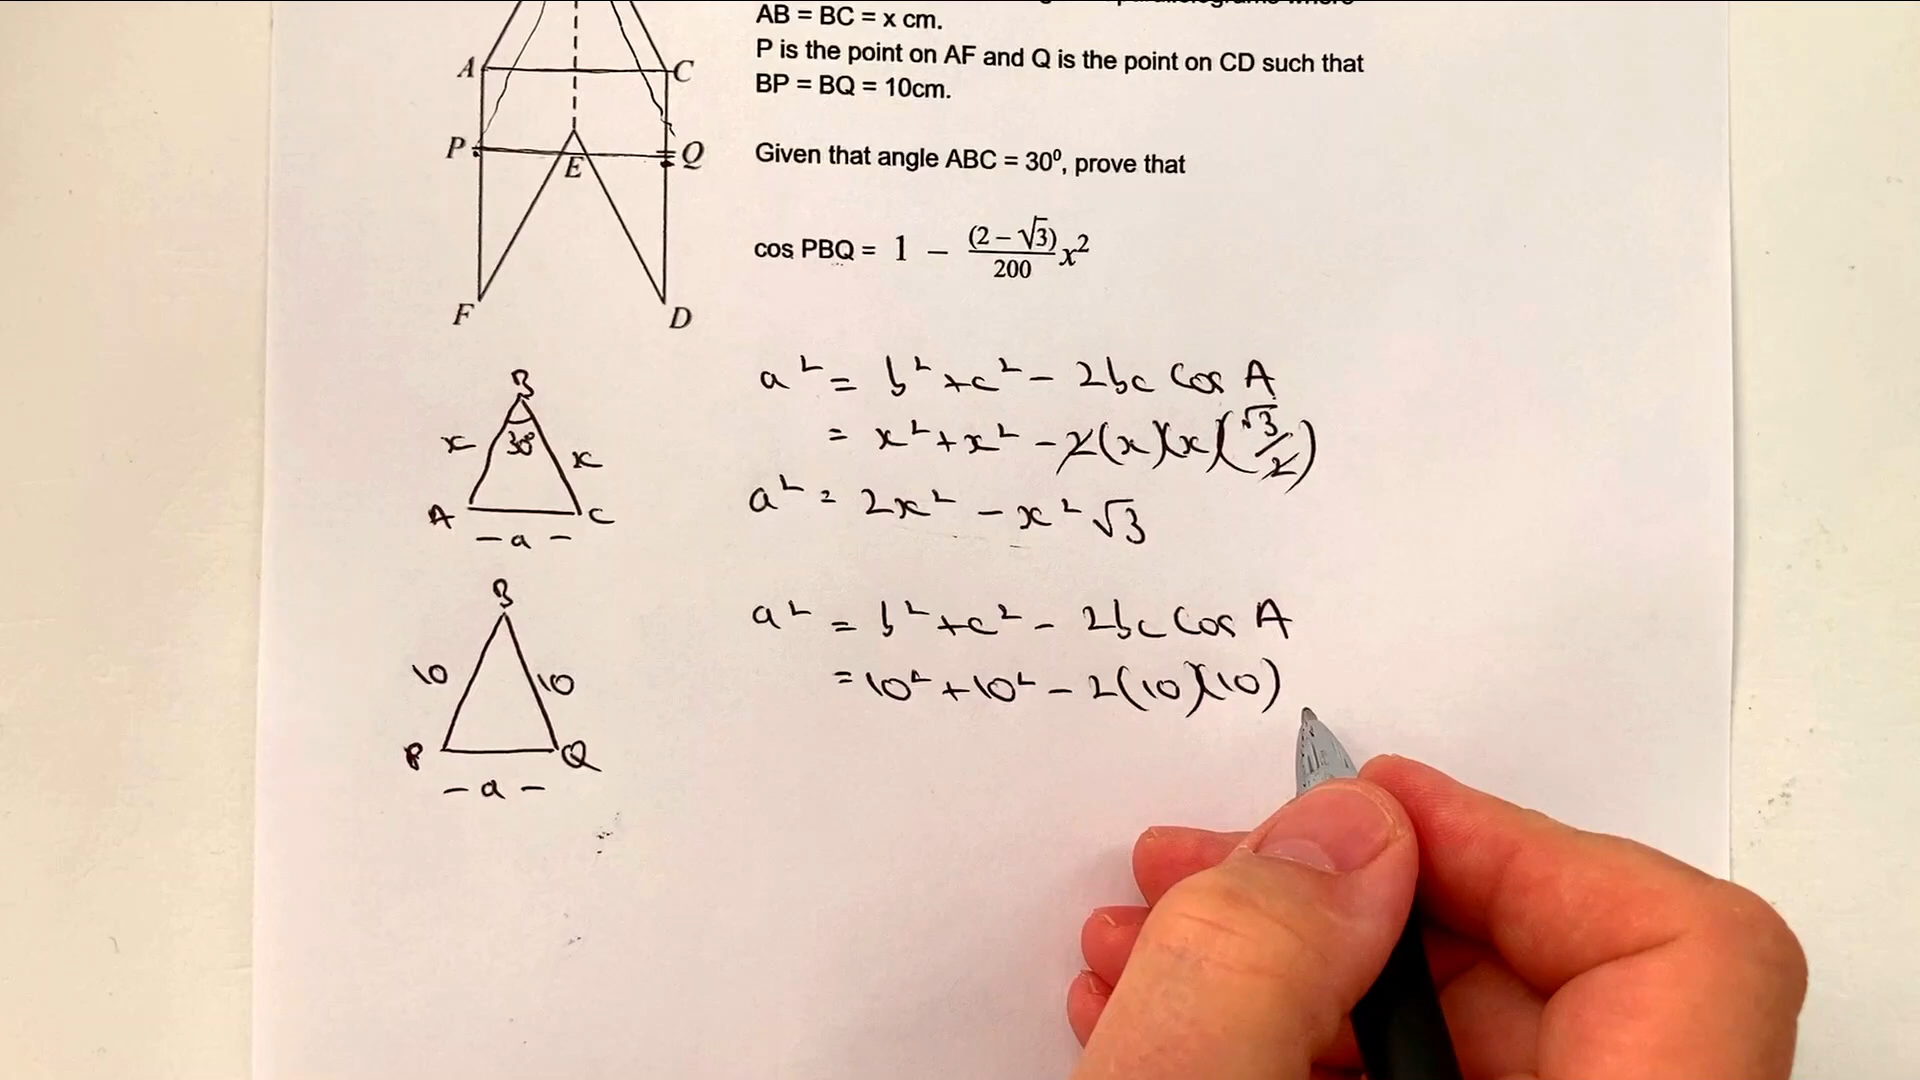 AB = BC = x cm.
P is the point on AF and Q is the point on CD such that
BP = BQ = 10cm.
Given that angle ABC = 30⁰, prove that
cos PBQ = 1 - (2 - √3)/200 x²
A
C
P
Q
E
F
D
B
x
30°
x
A
C
- a -
B
10
10
P
Q
- a -
a² = b² + c² - 2bc Cos A
= x² + x² - 2(x)(x)(√3/2)
a² = 2x² - x²√3
a² = b² + c² - 2bc Cos A
= 10² + 10² - 2(10)(10)